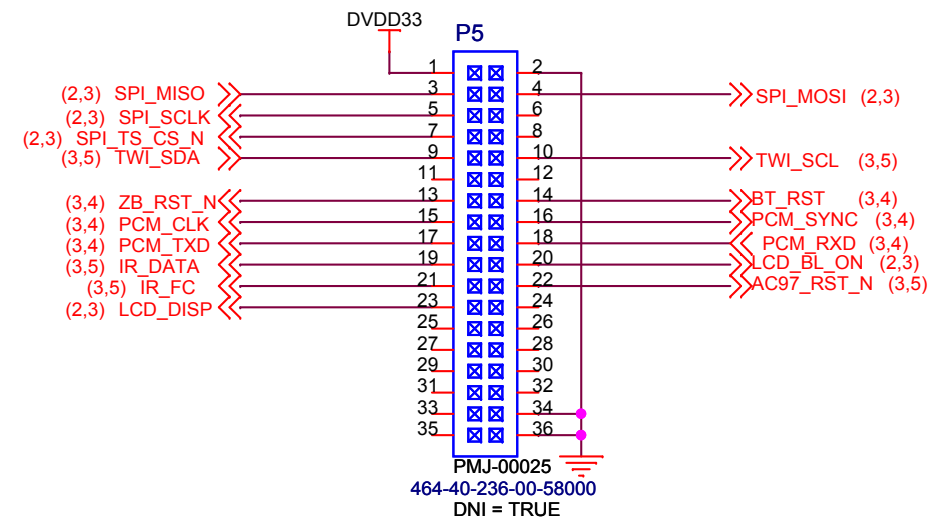 DVDD33
P5
1 2
(2,3) SPI_MISO 3 4 SPI_MOSI (2,3)
(2,3) SPI_SCLK 5 6
(2,3) SPI_TS_CS_N 7 8
(3,5) TWI_SDA 9 10 TWI_SCL (3,5)
11 12
(3,4) ZB_RST_N 13 14 BT_RST (3,4)
(3,4) PCM_CLK 15 16 PCM_SYNC (3,4)
(3,4) PCM_TXD 17 18 PCM_RXD (3,4)
(3,5) IR_DATA 19 20 LCD_BL_ON (2,3)
(3,5) IR_FC 21 22 AC97_RST_N (3,5)
(2,3) LCD_DISP 23 24
25 26
27 28
29 30
31 32
33 34
35 36
PMJ-00025
464-40-236-00-58000
DNI = TRUE